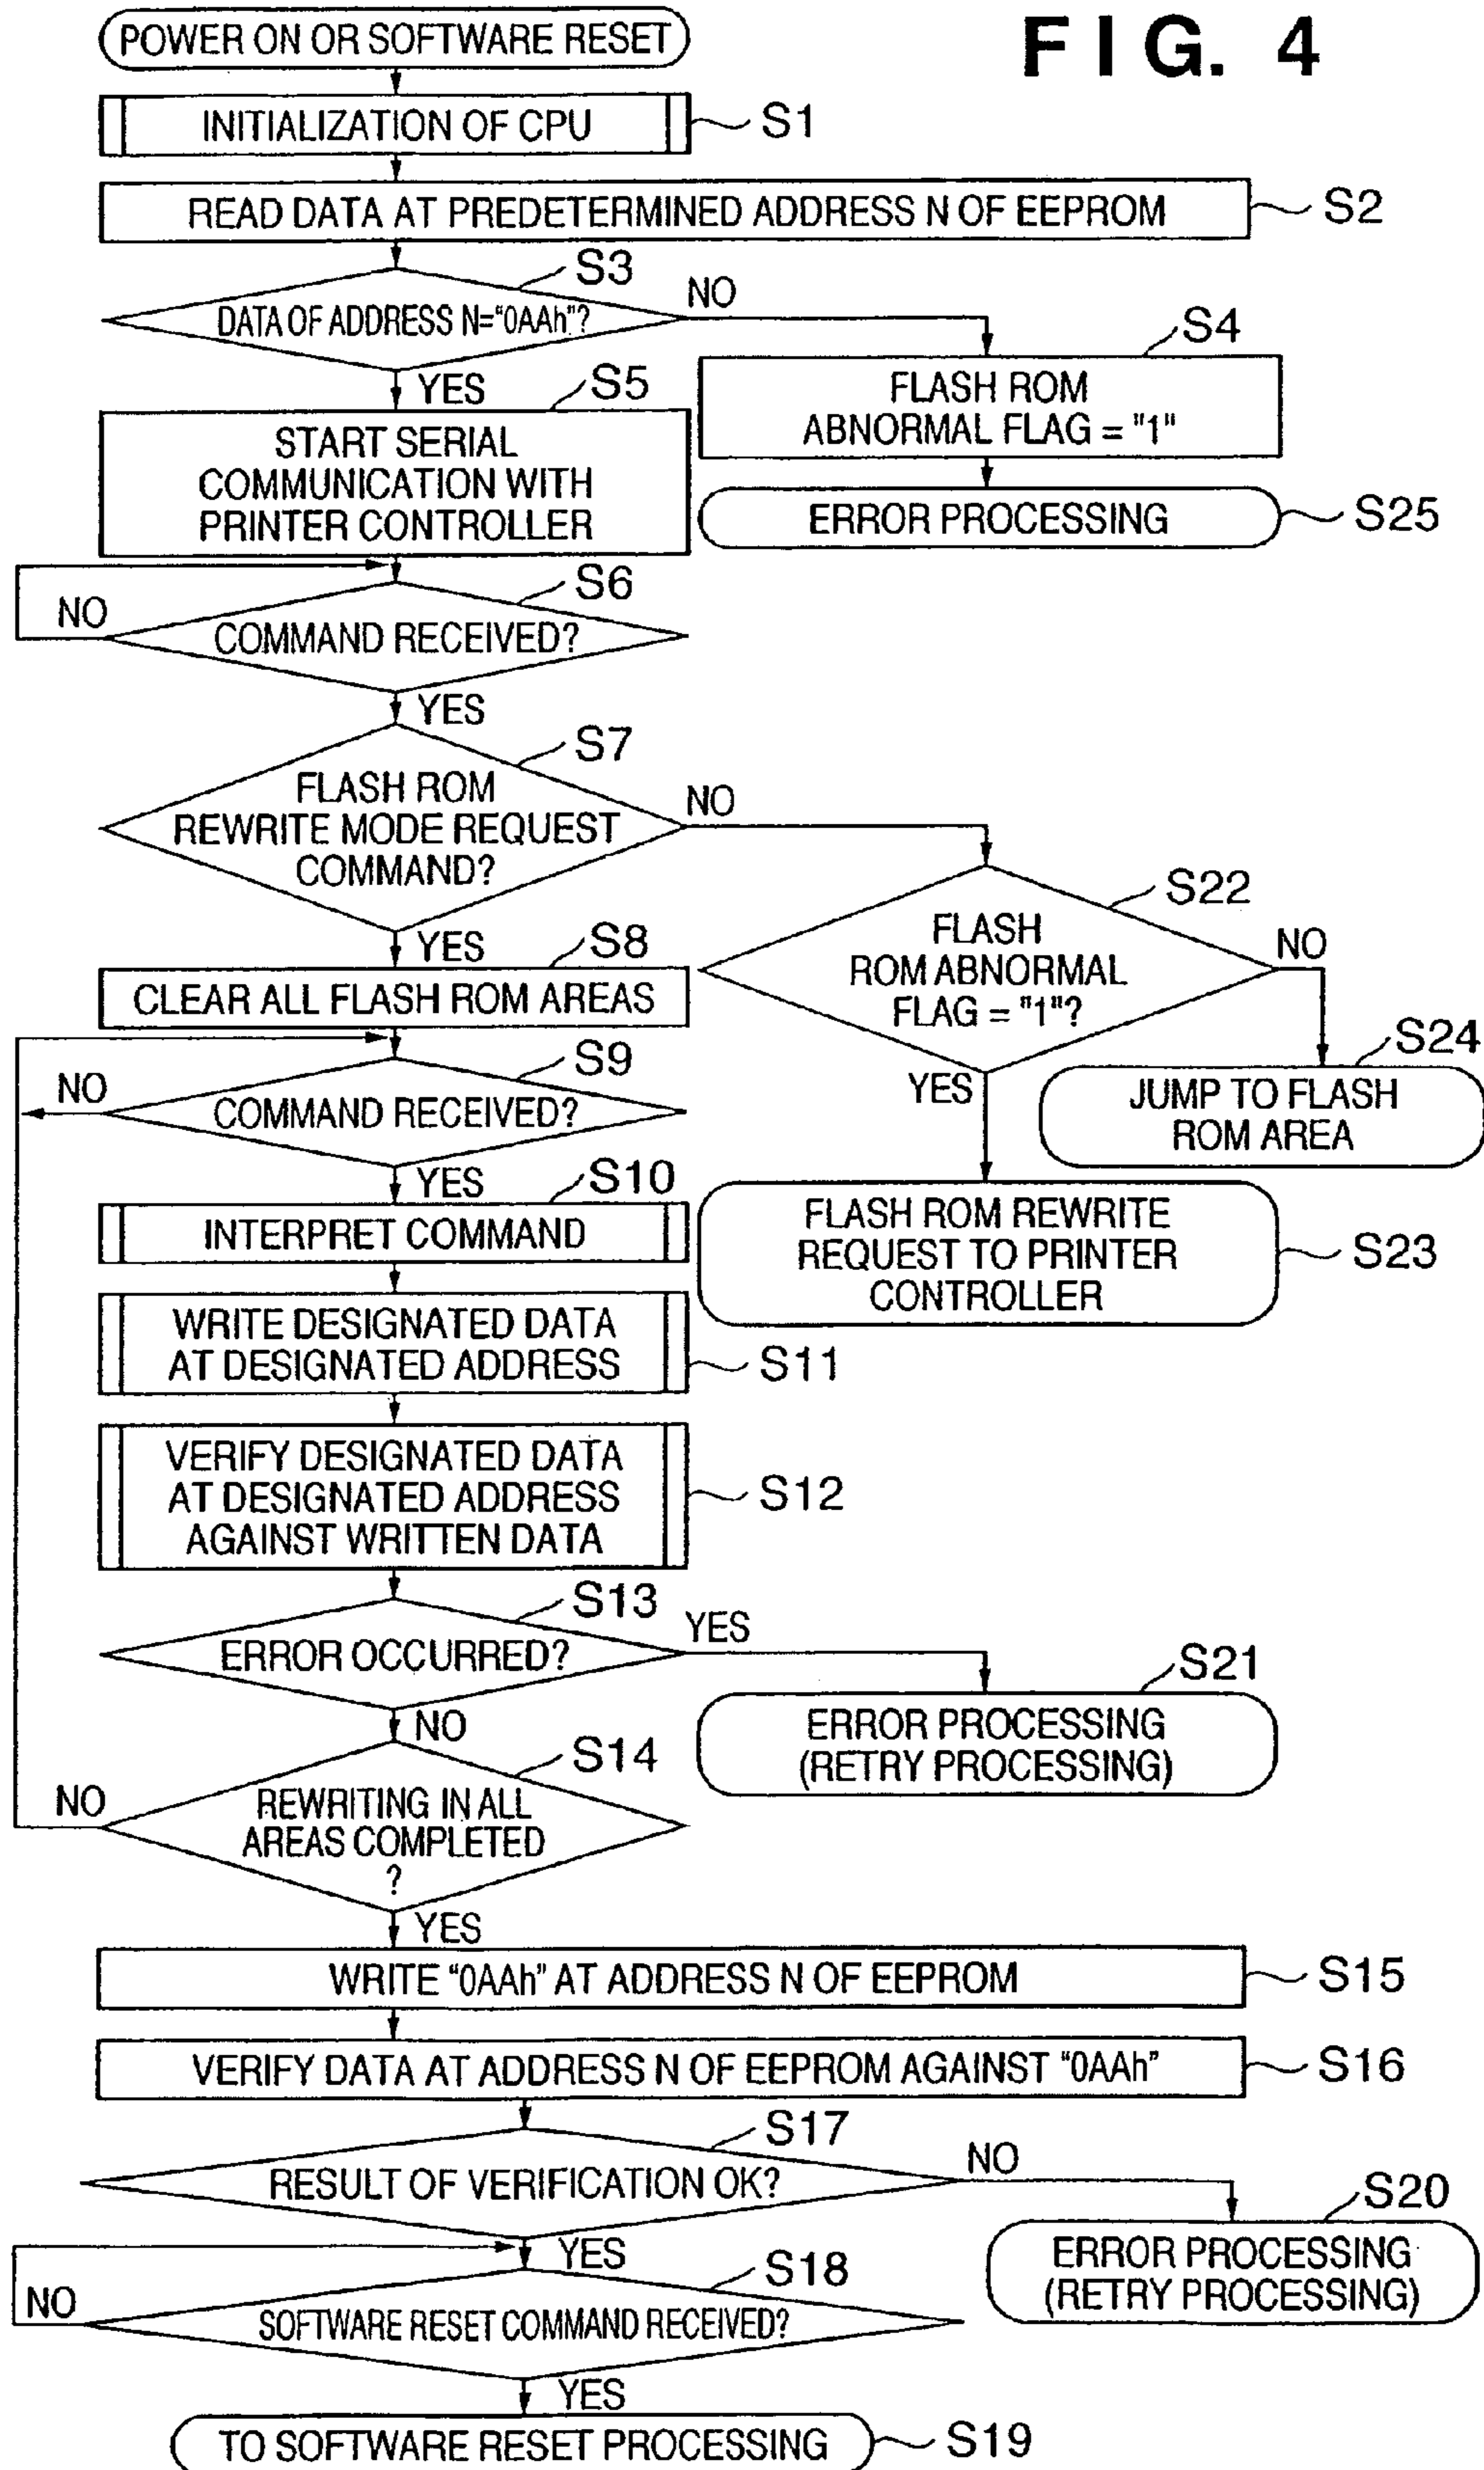 FIG. 4
POWER ON OR SOFTWARE RESET
INITIALIZATION OF CPU
S1
READ DATA AT PREDETERMINED ADDRESS N OF EEPROM
S2
S3
DATA OF ADDRESS N="0AAh"?
NO
YES
S4
FLASH ROM
ABNORMAL FLAG = "1"
S5
START SERIAL
COMMUNICATION WITH
PRINTER CONTROLLER
ERROR PROCESSING
S25
S6
NO
COMMAND RECEIVED?
YES
S7
FLASH ROM
REWRITE MODE REQUEST
COMMAND?
NO
YES
S22
FLASH
ROM ABNORMAL
FLAG = "1"?
NO
YES
S8
CLEAR ALL FLASH ROM AREAS
S24
JUMP TO FLASH
ROM AREA
S9
NO
COMMAND RECEIVED?
YES
S10
INTERPRET COMMAND
FLASH ROM REWRITE
REQUEST TO PRINTER
CONTROLLER
S23
WRITE DESIGNATED DATA
AT DESIGNATED ADDRESS
S11
VERIFY DESIGNATED DATA
AT DESIGNATED ADDRESS
AGAINST WRITTEN DATA
S12
S13
ERROR OCCURRED?
YES
NO
S21
ERROR PROCESSING
(RETRY PROCESSING)
S14
NO
REWRITING IN ALL
AREAS COMPLETED
?
YES
WRITE "0AAh" AT ADDRESS N OF EEPROM
S15
VERIFY DATA AT ADDRESS N OF EEPROM AGAINST "0AAh"
S16
S17
RESULT OF VERIFICATION OK?
NO
YES
S20
ERROR PROCESSING
(RETRY PROCESSING)
S18
NO
SOFTWARE RESET COMMAND RECEIVED?
YES
TO SOFTWARE RESET PROCESSING
S19